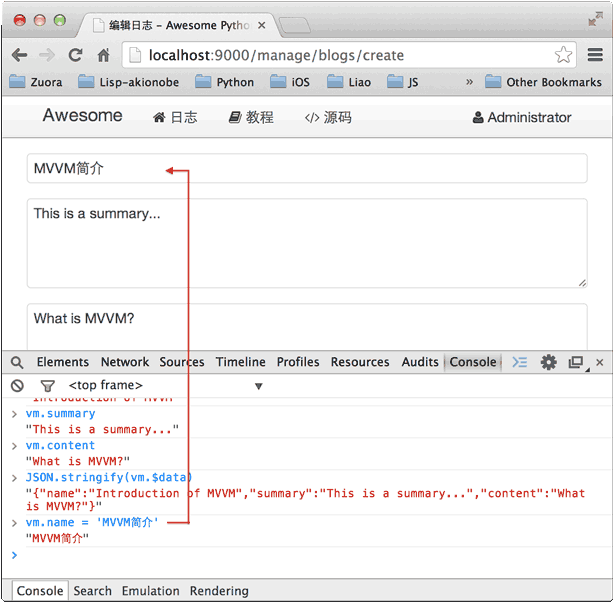 编辑日志 – Awesome Pytho
localhost:9000/manage/blogs/create
Zuora Lisp-akionobe Python iOS Liao JS » Other Bookmarks
Awesome 日志 教程 </> 源码 Administrator
MVVM简介
This is a summary...
What is MVVM?
Elements Network Sources Timeline Profiles Resources Audits Console
<top frame>
"Introduction of MVVM"
> vm.summary
"This is a summary..."
> vm.content
"What is MVVM?"
> JSON.stringify(vm.$data)
"{"name":"Introduction of MVVM","summary":"This is a summary...","content":"What
is MVVM?"}"
> vm.name = 'MVVM简介'
"MVVM简介"
>
Console Search Emulation Rendering